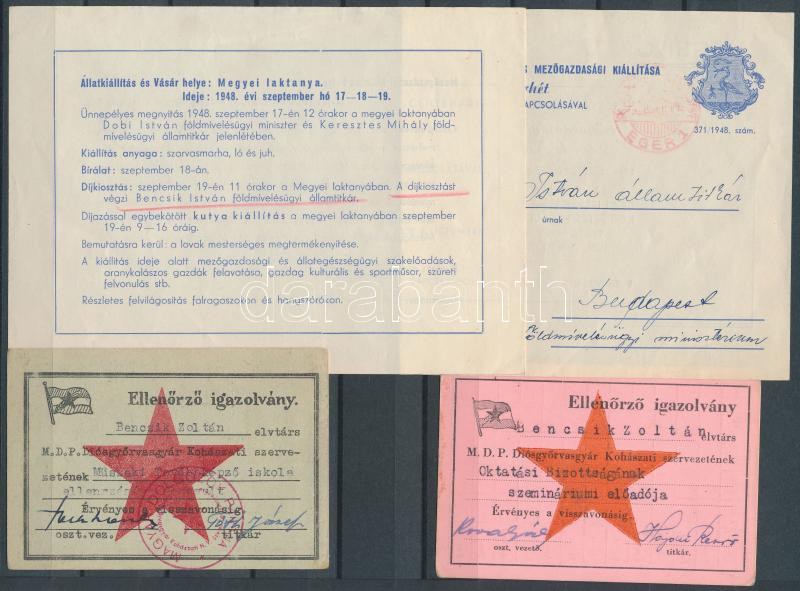 Állatkiállítás és Vásár helye: Megyei laktanya.
Ideje: 1948. évi szeptember hó 17—18—19.
Ünnepélyes megnyitás 1948. szeptember 17-én 12 órakor a megyei laktanyában
Dobi István földmívelésügyi miniszter és Keresztes Mihály föld-
mívelésügyi államtitkár jelenlétében.
Kiállítás anyaga: szarvasmarha, ló és juh.
Bírálat: szeptember 18-án.
Díjkiosztás: szeptember 19-én 11 órakor a Megyei laktanyában. A díjkiosztást
végzi Bencsik István földmívelésügyi államtitkár.
Díjazással egybekötött kutya kiállítás a megyei laktanyában szeptember
19-én 9—16 óráig.
Bemutatásra kerül: a lovak mesterséges megtermékenyítése.
A kiállítás ideje alatt mezőgazdasági és állategészségügyi szakelőadások,
aranykalászos gazdák felavatása, gazdag kulturális és sportműsor, szüreti
felvonulás stb.
Részletes felvilágosítás falragaszokon és hangszórókon.
MEZŐGAZDASÁGI KIÁLLÍTÁSA
hét
APCSOLÁSÁVAL
EGER 1
371/1948. szám.
István államtitkár
úrnak
Budapest
Földmívelésügyi miniszterium
darabanth
Ellenőrző igazolvány.
Bencsik Zoltán elvtárs
M.D.P. Diósgyőrvasgyár Kohászati szerve-
zetének Műszaki iskola
Érvényes a visszavonásig.
József
oszt. vez. titkár
Ellenőrző igazolvány
Bencsik Zoltán elvtárs
M. D. P. Diósgyőrvasgyár Kohászati szervezetének
Oktatási Bizottságának
szemináriumi előadója
Érvényes a visszavonásig.
oszt. vezető. titkár.